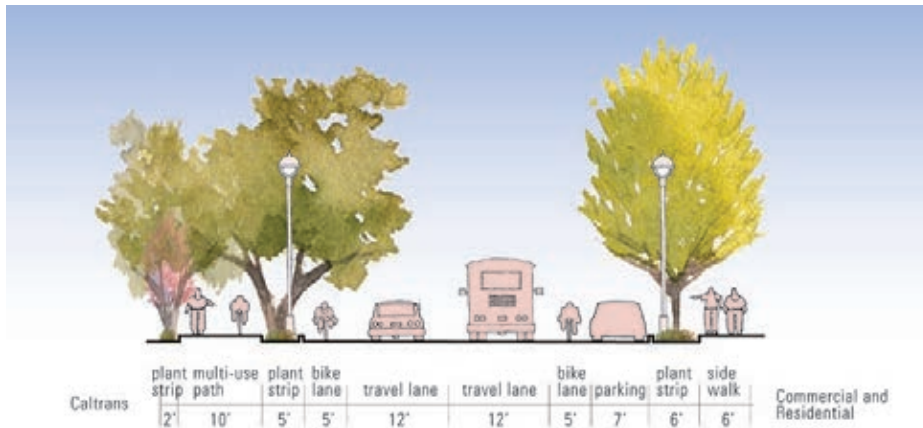 plant strip
multi-use path
plant strip
bike lane
travel lane
travel lane
bike lane
parking
plant strip
side walk
Caltrans
2' 10' 5' 5' 12' 12' 5' 7' 6' 6'
Commercial and
Residential